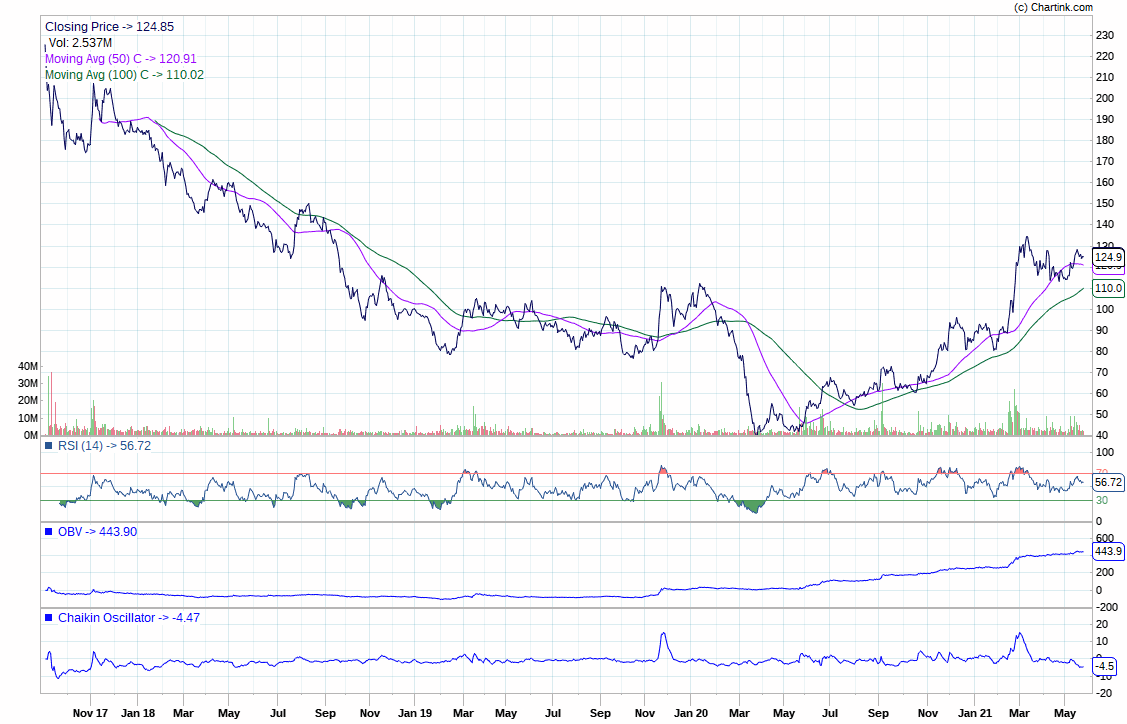 (c) Chartink.com
Closing Price -> 124.85
Vol: 2.537M
Moving Avg (50) C -> 120.91
Moving Avg (100) C -> 110.02
230
220
210
200
190
180
170
160
150
140
130
124.9
110.0
100
90
80
70
60
50
40
40M
30M
20M
10M
0M
RSI (14) -> 56.72
100
70
56.72
30
0
OBV -> 443.90
600
443.9
200
0
-200
Chaikin Oscillator -> -4.47
20
10
0
-4.5
-10
-20
Nov 17 Jan 18 Mar May Jul Sep Nov Jan 19 Mar May Jul Sep Nov Jan 20 Mar May Jul Sep Nov Jan 21 Mar May